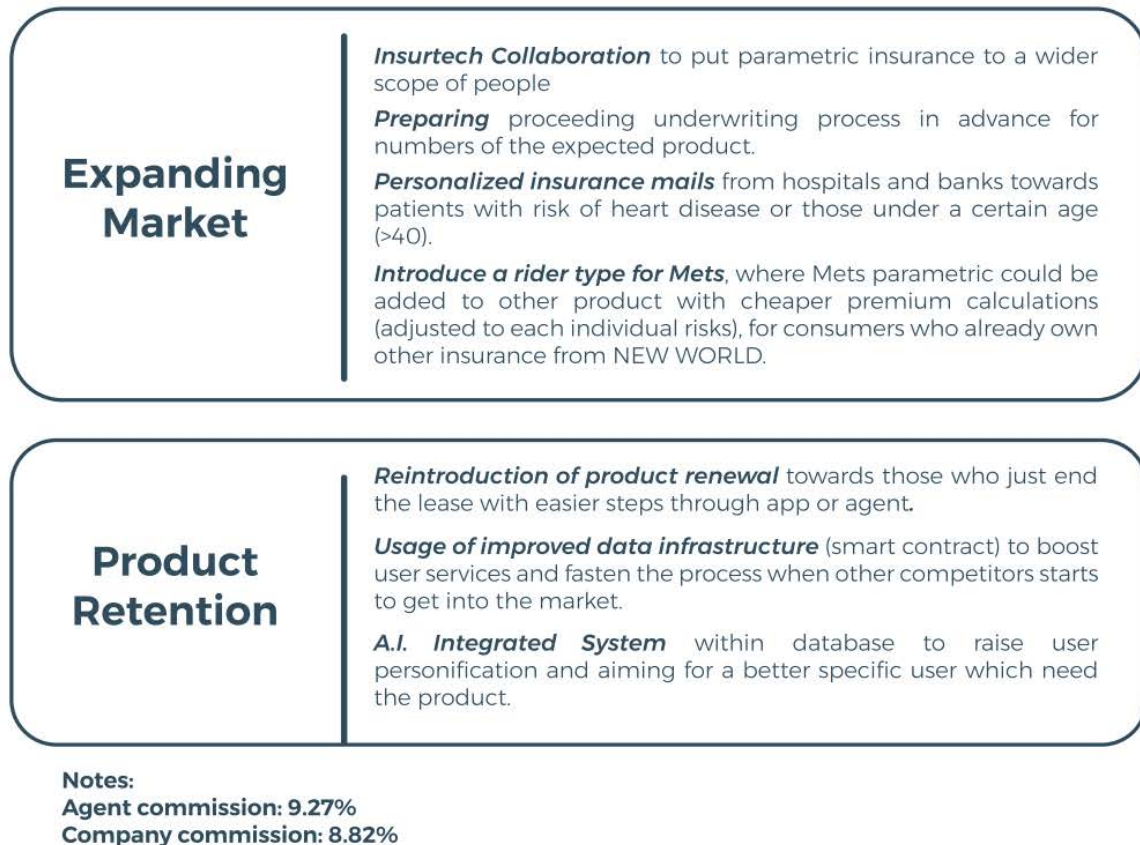 Expanding
Market
Insurtech Collaboration to put parametric insurance to a wider
scope of people
Preparing proceeding underwriting process in advance for
numbers of the expected product.
Personalized insurance mails from hospitals and banks towards
patients with risk of heart disease or those under a certain age
(>40).
Introduce a rider type for Mets, where Mets parametric could be
added to other product with cheaper premium calculations
(adjusted to each individual risks), for consumers who already own
other insurance from NEW WORLD.
Product
Retention
Reintroduction of product renewal towards those who just end
the lease with easier steps through app or agent.
Usage of improved data infrastructure (smart contract) to boost
user services and fasten the process when other competitors starts
to get into the market.
A.I. Integrated System within database to raise user
personification and aiming for a better specific user which need
the product.
Notes:
Agent commission: 9.27%
Company commission: 8.82%